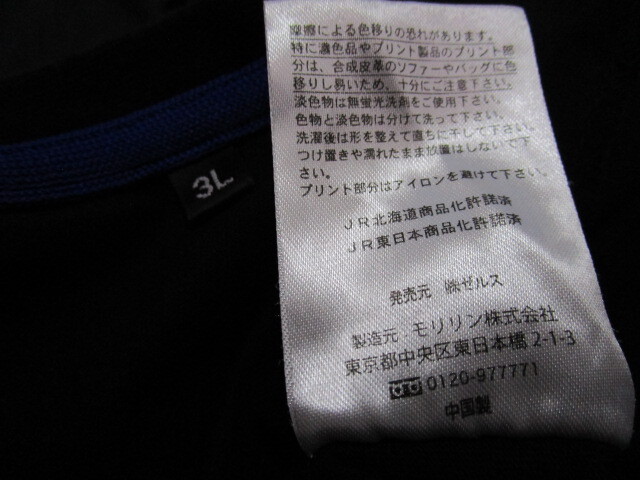 摩擦による色移りの恐れがあります。
特に濃色品やプリント製品のプリント部
分は、合成皮革のソファーやバッグに色
移りし易いため、十分にご注意下さい。
淡色物は無蛍光洗剤をご使用下さい。
色物と淡色物は分けて洗って下さい。
洗濯後は形を整えて直ちに干して下さい。
つけ置きや濡れたまま放置はしないで下
さい。
プリント部分はアイロンを避けて下さい。
JR北海道商品化許諾済
JR東日本商品化許諾済
発売元 ㈱ゼルス
製造元 モリリン株式会社
東京都中央区東日本橋2-1-3
0120-977771
中国製
3L